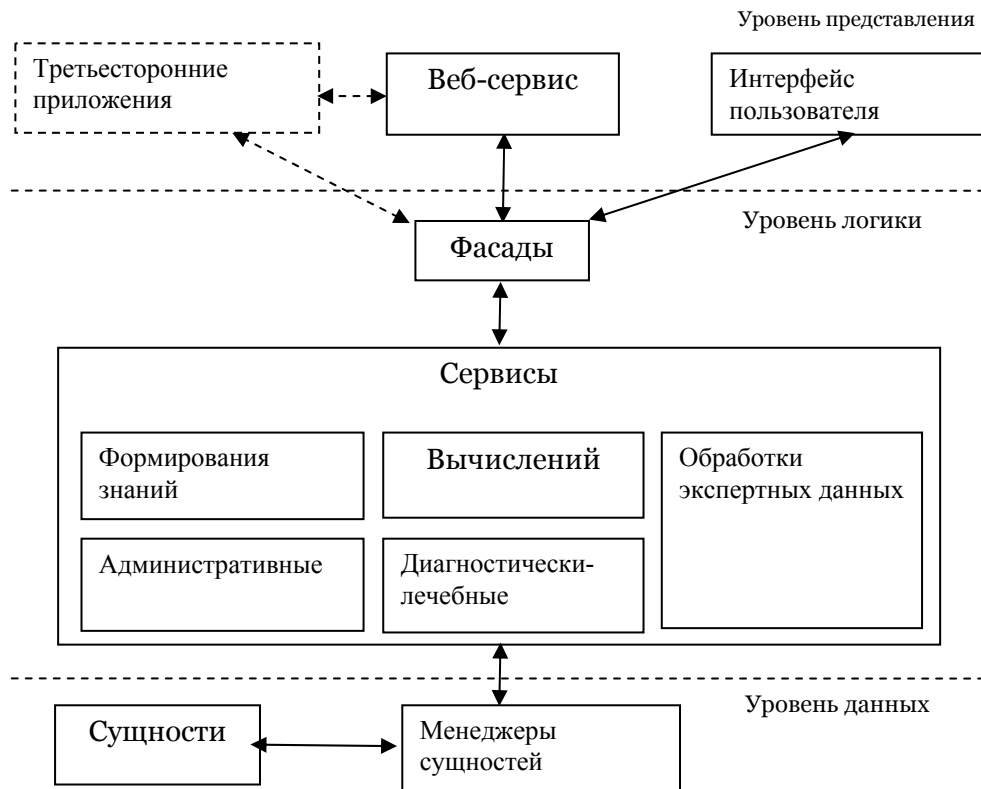 Уровень представления
Третьесторонние
приложения
Веб-сервис
Интерфейс
пользователя
Уровень логики
Фасады
Сервисы
Формирования
знаний
Вычислений
Обработки
экспертных данных
Административные
Диагностически-
лечебные
Уровень данных
Сущности
Менеджеры
сущностей